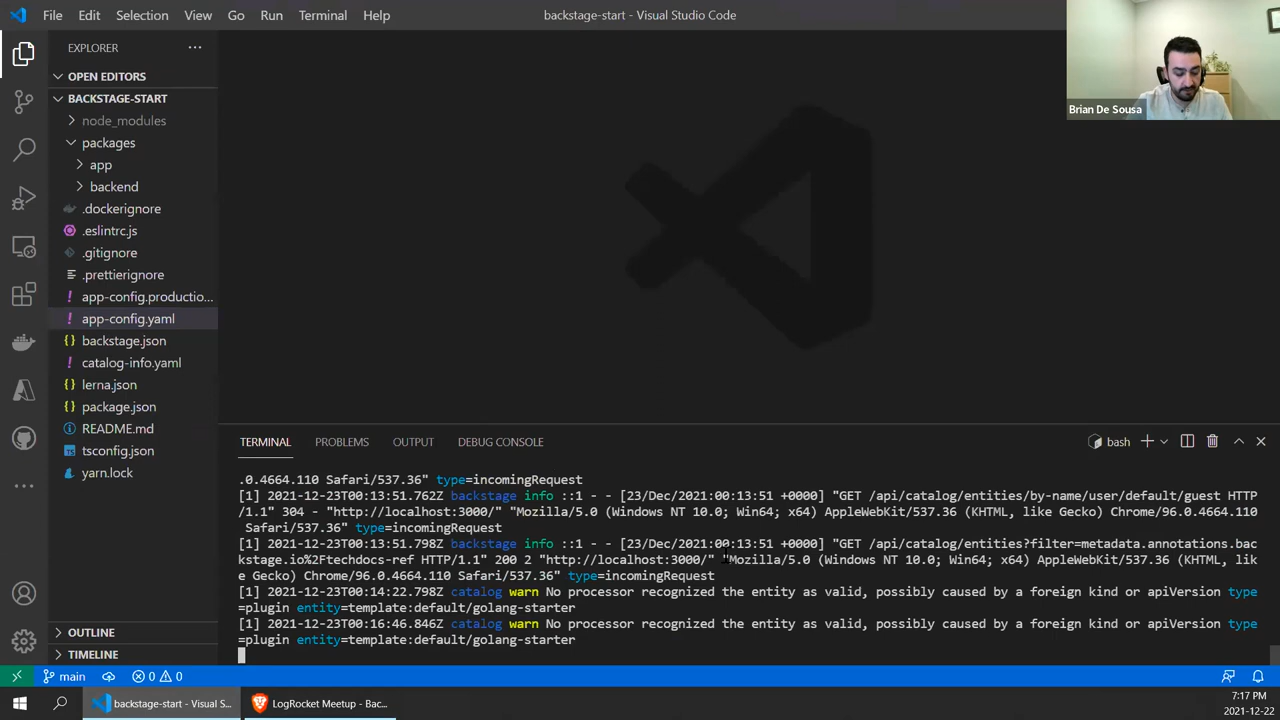 File Edit Selection View Go Run Terminal Help
backstage-start - Visual Studio Code
Brian De Sousa
EXPLORER
OPEN EDITORS
BACKSTAGE-START
node_modules
packages
app
backend
.dockerignore
.eslintrc.js
.gitignore
.prettierignore
app-config.productio...
app-config.yaml
backstage.json
catalog-info.yaml
lerna.json
package.json
README.md
tsconfig.json
yarn.lock
OUTLINE
TIMELINE
TERMINAL PROBLEMS OUTPUT DEBUG CONSOLE
bash
.0.4664.110 Safari/537.36" type=incomingRequest
[1] 2021-12-23T00:13:51.762Z backstage info ::1 - - [23/Dec/2021:00:13:51 +0000] "GET /api/catalog/entities/by-name/user/default/guest HTTP
/1.1" 304 - "http://localhost:3000/" "Mozilla/5.0 (Windows NT 10.0; Win64; x64) AppleWebKit/537.36 (KHTML, like Gecko) Chrome/96.0.4664.110
Safari/537.36" type=incomingRequest
[1] 2021-12-23T00:13:51.798Z backstage info ::1 - - [23/Dec/2021:00:13:51 +0000] "GET /api/catalog/entities?filter=metadata.annotations.bac
kstage.io%2Ftechdocs-ref HTTP/1.1" 200 2 "http://localhost:3000/" "Mozilla/5.0 (Windows NT 10.0; Win64; x64) AppleWebKit/537.36 (KHTML, lik
e Gecko) Chrome/96.0.4664.110 Safari/537.36" type=incomingRequest
[1] 2021-12-23T00:14:22.798Z catalog warn No processor recognized the entity as valid, possibly caused by a foreign kind or apiVersion type
=plugin entity=template:default/golang-starter
[1] 2021-12-23T00:16:46.846Z catalog warn No processor recognized the entity as valid, possibly caused by a foreign kind or apiVersion type
=plugin entity=template:default/golang-starter
main 0 0
backstage-start - Visual S...
LogRocket Meetup - Bac...
7:17 PM
2021-12-22